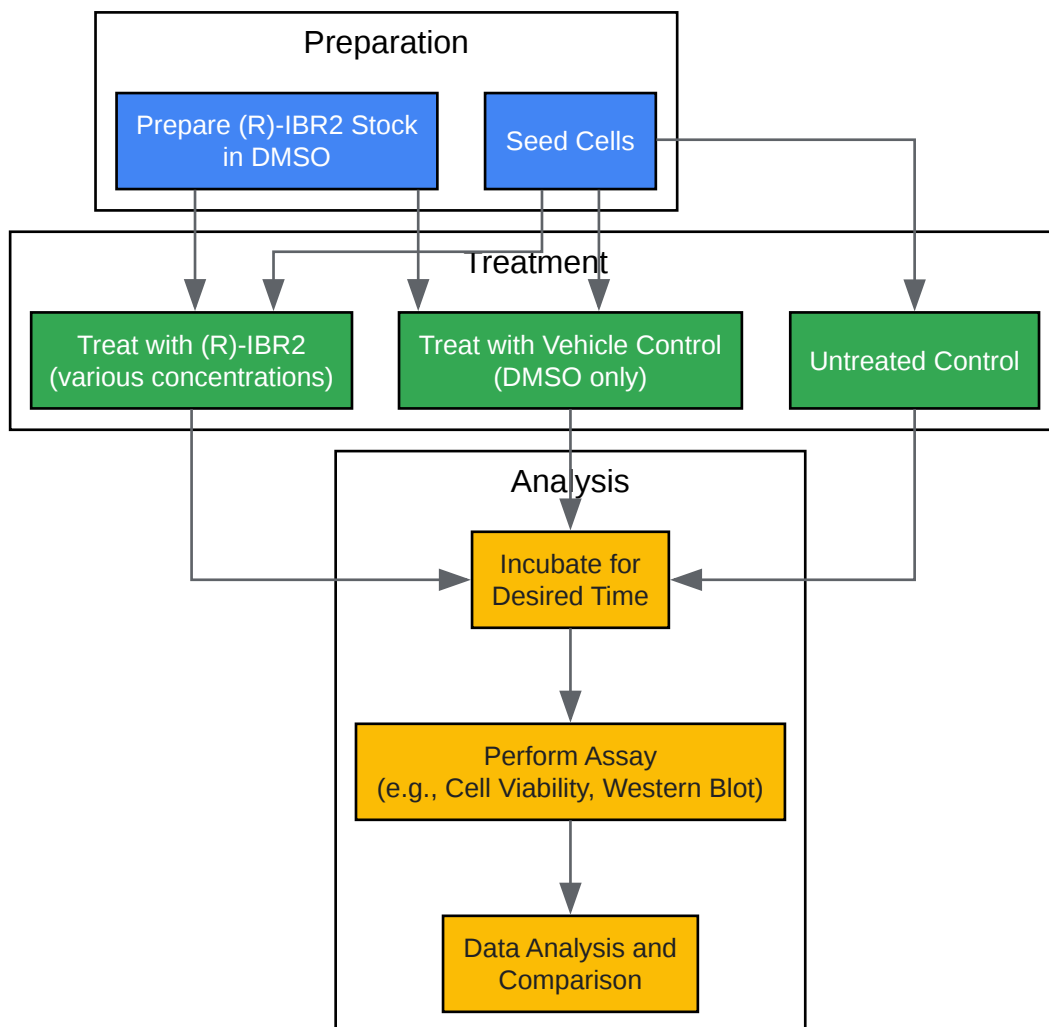 Preparation
Prepare (R)-IBR2 Stock
in DMSO
Seed Cells
Treatment
Treat with (R)-IBR2
(various concentrations)
Treat with Vehicle Control
(DMSO only)
Untreated Control
Analysis
Incubate for
Desired Time
Perform Assay
(e.g., Cell Viability, Western Blot)
Data Analysis and
Comparison